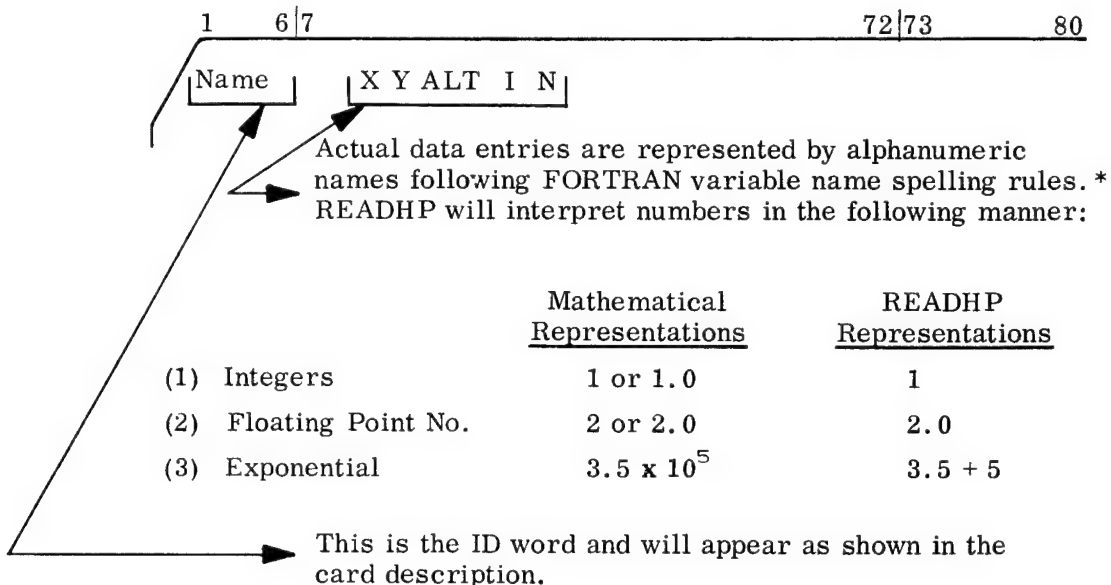 1 6|7 72|73 80
Name X Y ALT I N
Actual data entries are represented by alphanumeric
names following FORTRAN variable name spelling rules. *
READHP will interpret numbers in the following manner:
Mathematical READHP
Representations Representations
(1) Integers 1 or 1.0 1
(2) Floating Point No. 2 or 2.0 2.0
(3) Exponential 3.5 x 10^5 3.5 + 5
This is the ID word and will appear as shown in the
card description.